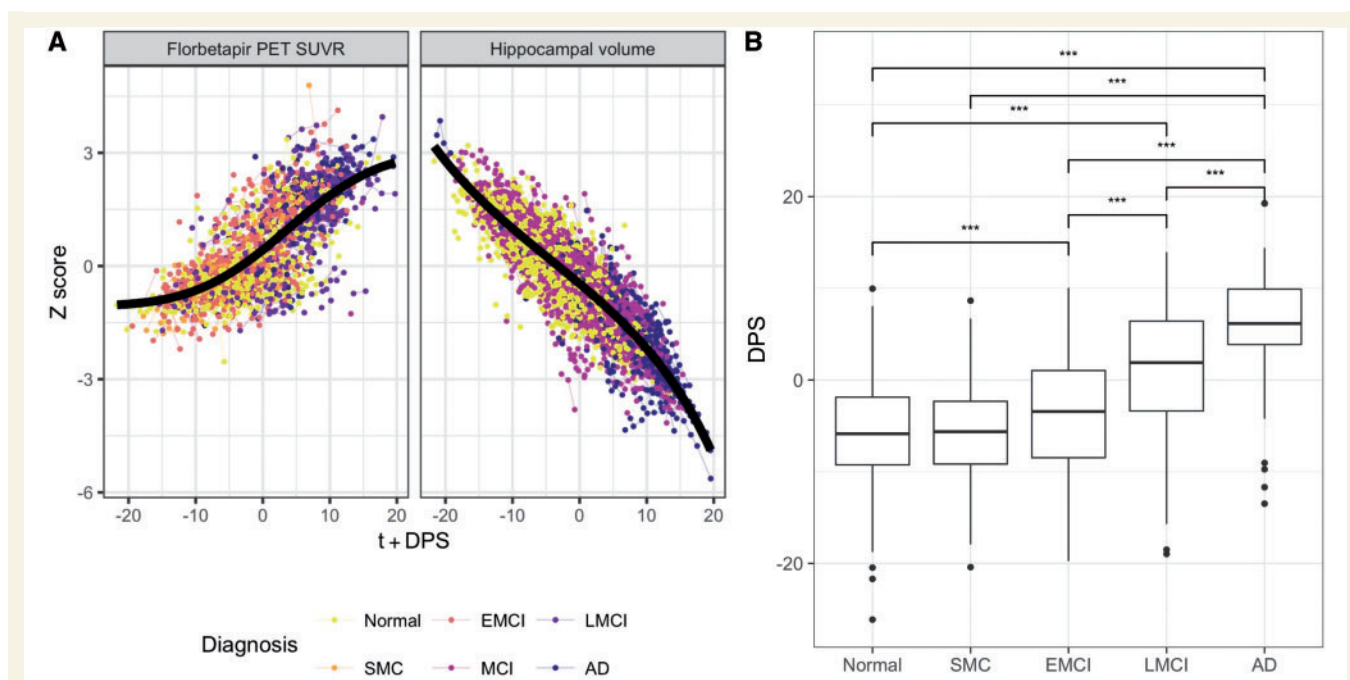 A
Florbetapir PET SUVR
Hippocampal volume
Z score
3
0
-3
-6
-20 -10 0 10 20
-20 -10 0 10 20
t + DPS
Diagnosis
Normal EMCI LMCI
SMC MCI AD
B
***
***
***
***
***
***
***
DPS
20
0
-20
Normal SMC EMCI LMCI AD